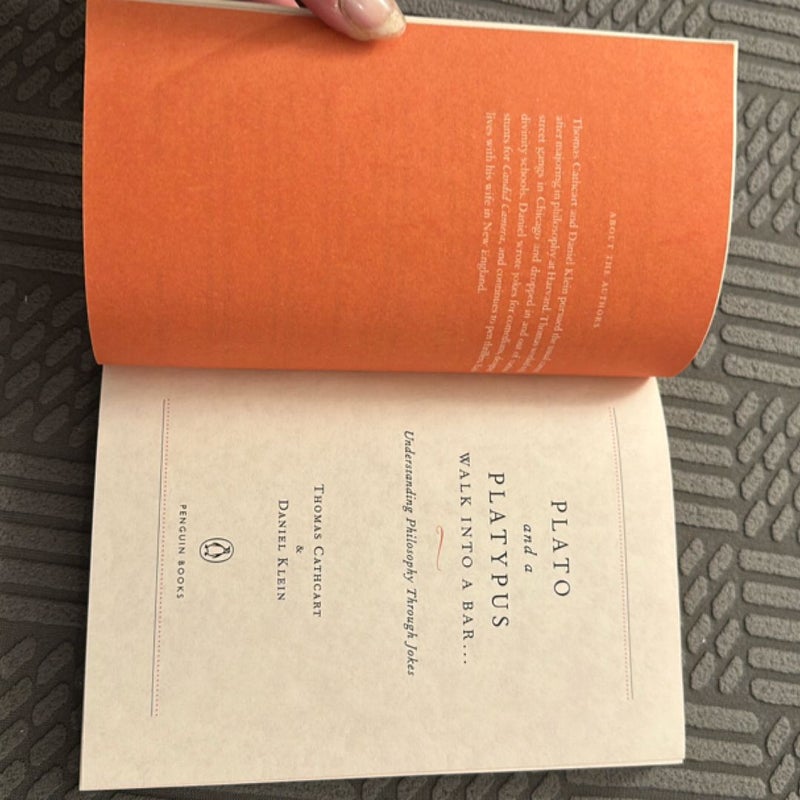 ABOUT THE AUTHORS
Thomas Cathcart and Daniel Klein pursued the usual
after majoring in philosophy at Harvard. Thomas
street gangs in Chicago and dropped in and out of
divinity schools. Daniel wrote jokes for comedians,
stunts for Candid Camera, and continues to pen thrillers.
lives with his wife in New England.
PLATO
and a
PLATYPUS
WALK INTO A BAR...
Understanding Philosophy Through Jokes
THOMAS CATHCART
&
DANIEL KLEIN
PENGUIN BOOKS